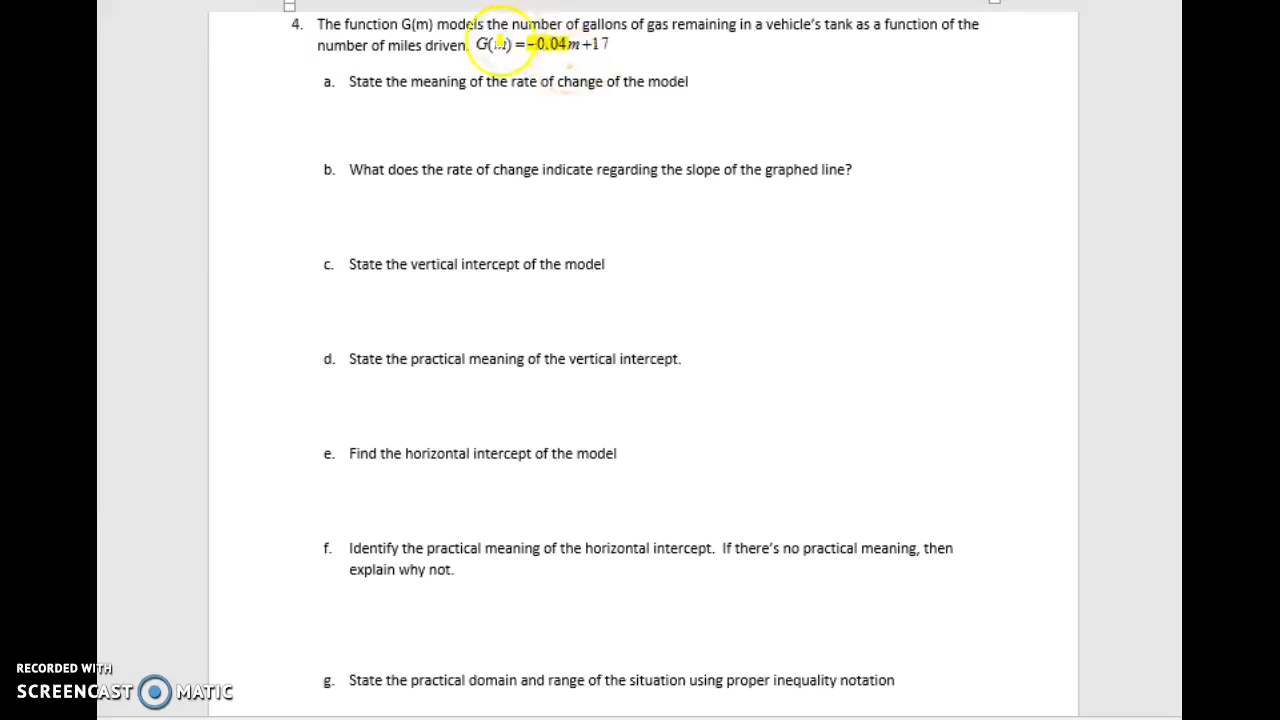 4. The function G(m) models the number of gallons of gas remaining in a vehicle's tank as a function of the
number of miles driven. G(m) = -0.04m+17
a. State the meaning of the rate of change of the model
b. What does the rate of change indicate regarding the slope of the graphed line?
c. State the vertical intercept of the model
d. State the practical meaning of the vertical intercept.
e. Find the horizontal intercept of the model
f. Identify the practical meaning of the horizontal intercept. If there's no practical meaning, then
explain why not.
g. State the practical domain and range of the situation using proper inequality notation
RECORDED WITH
SCREENCAST MATIC